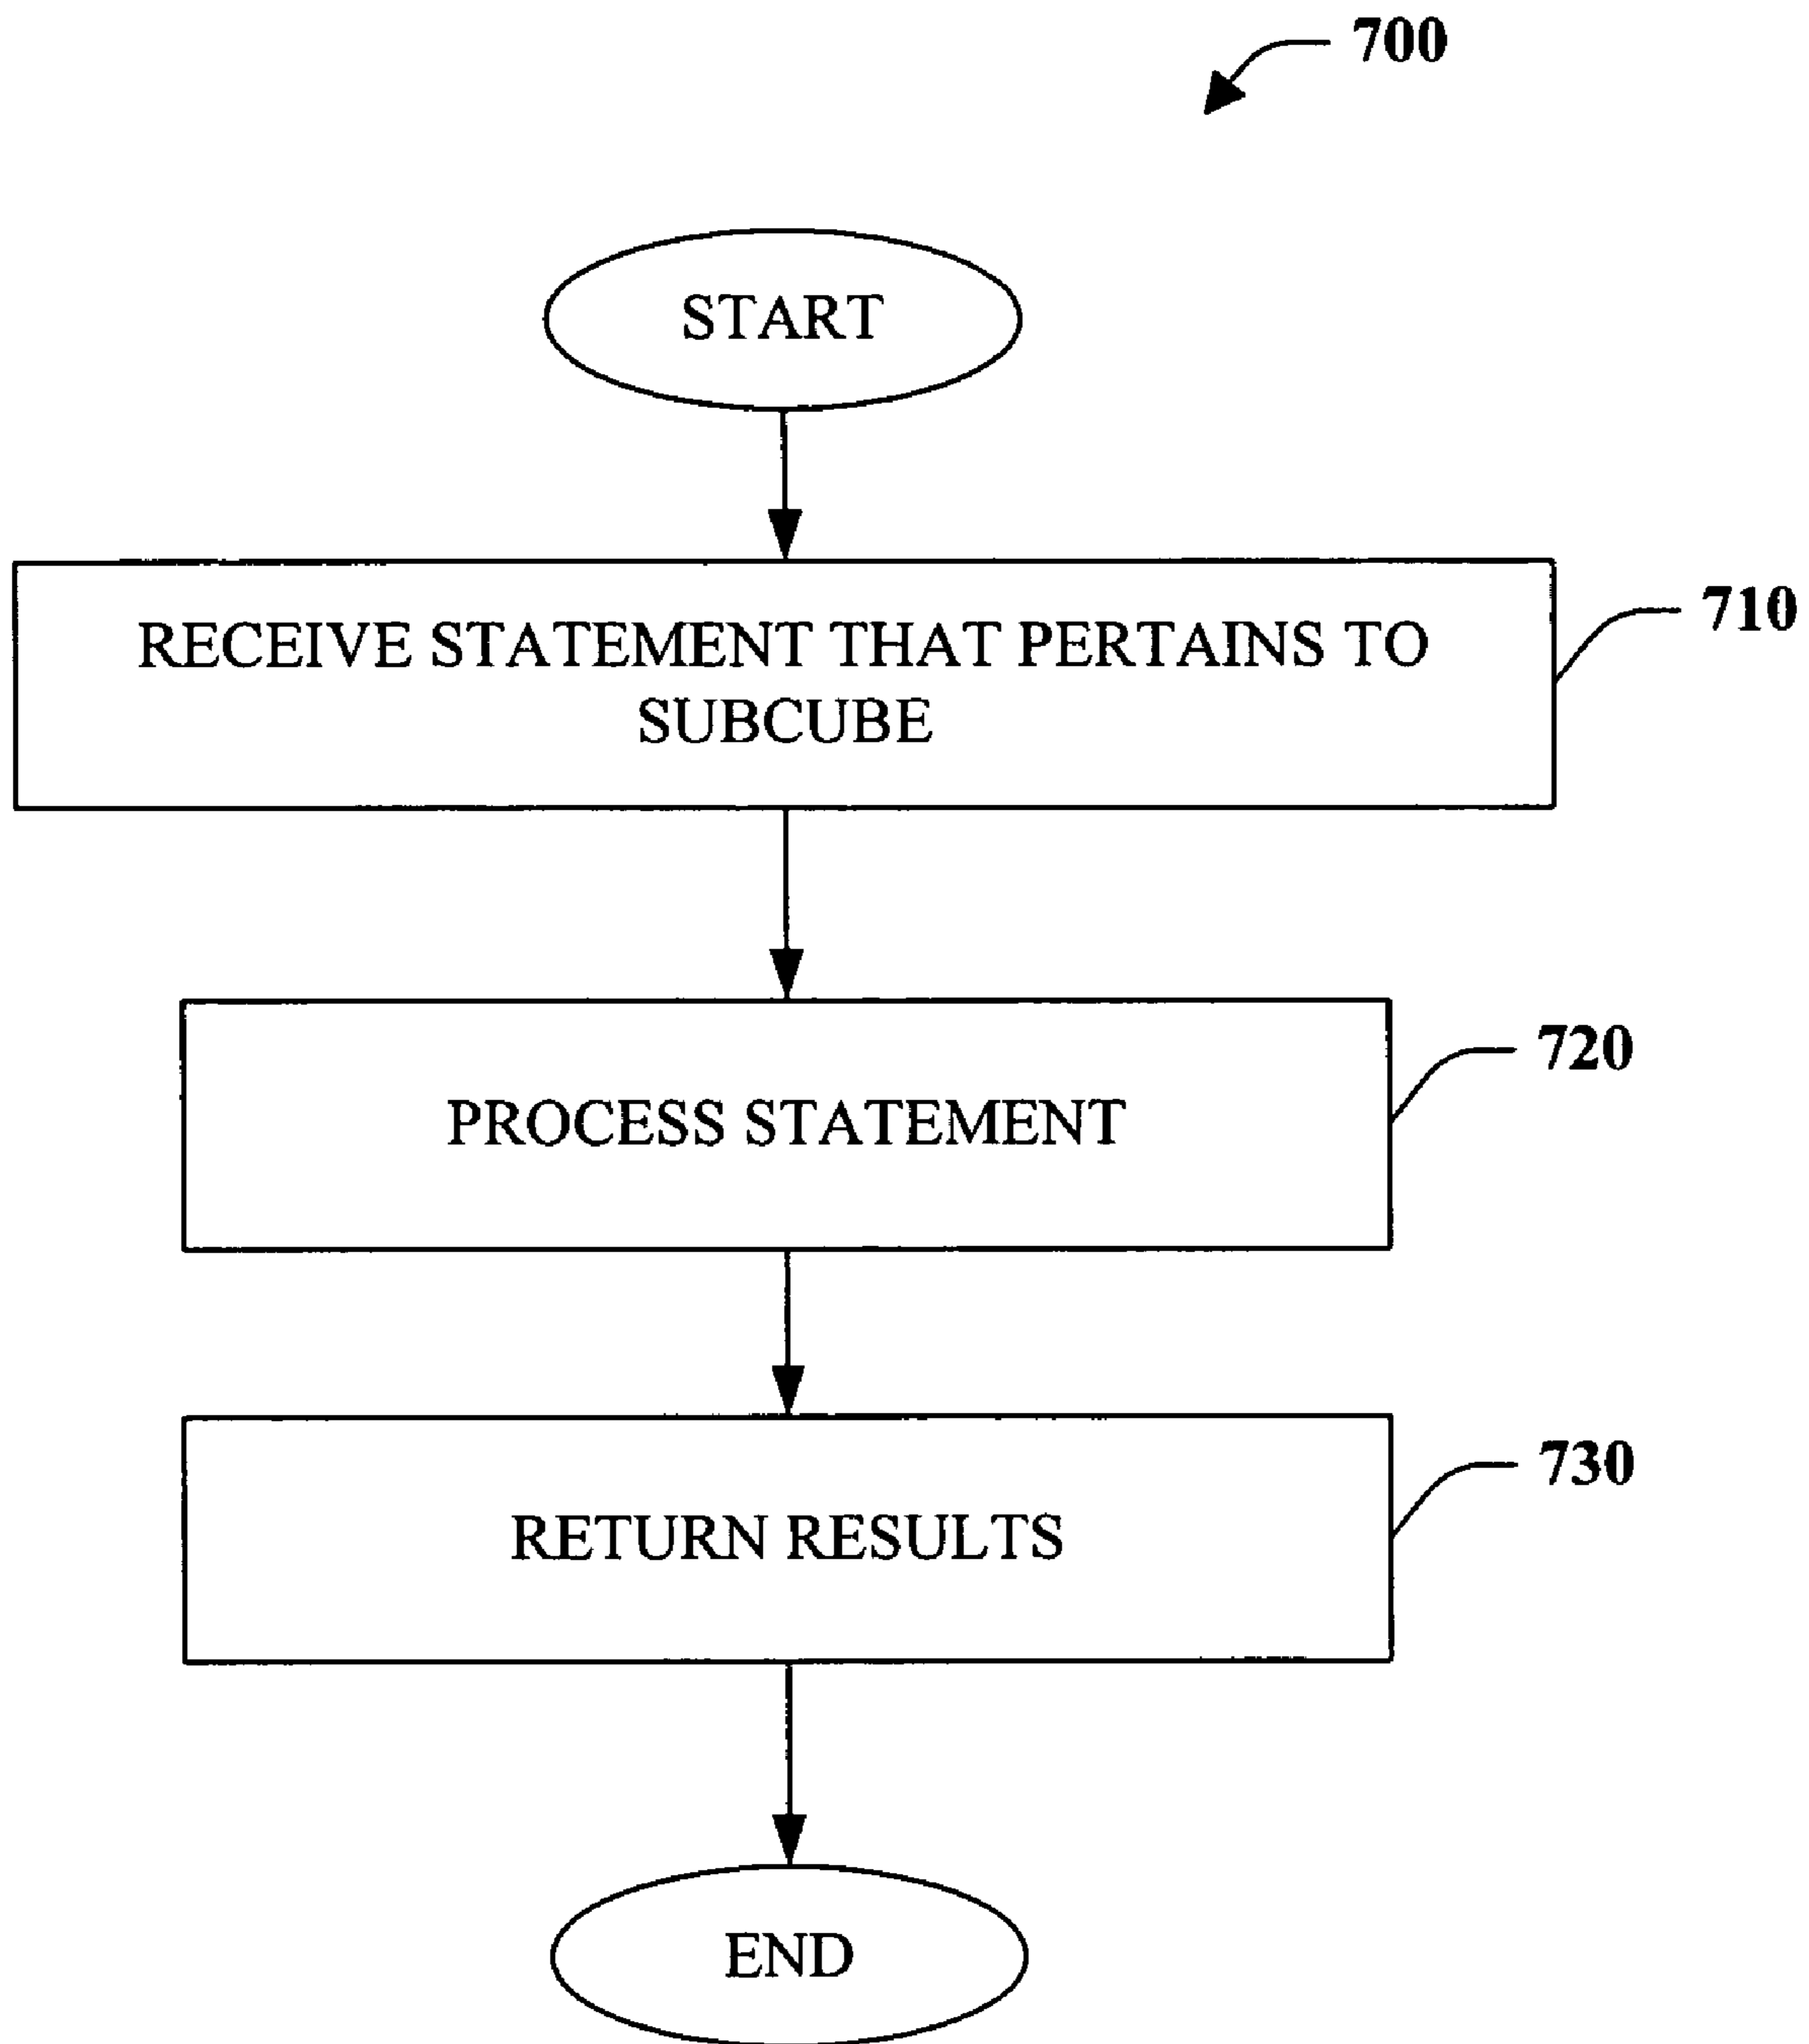 700
START
RECEIVE STATEMENT THAT PERTAINS TO
SUBCUBE
710
PROCESS STATEMENT
720
RETURN RESULTS
730
END